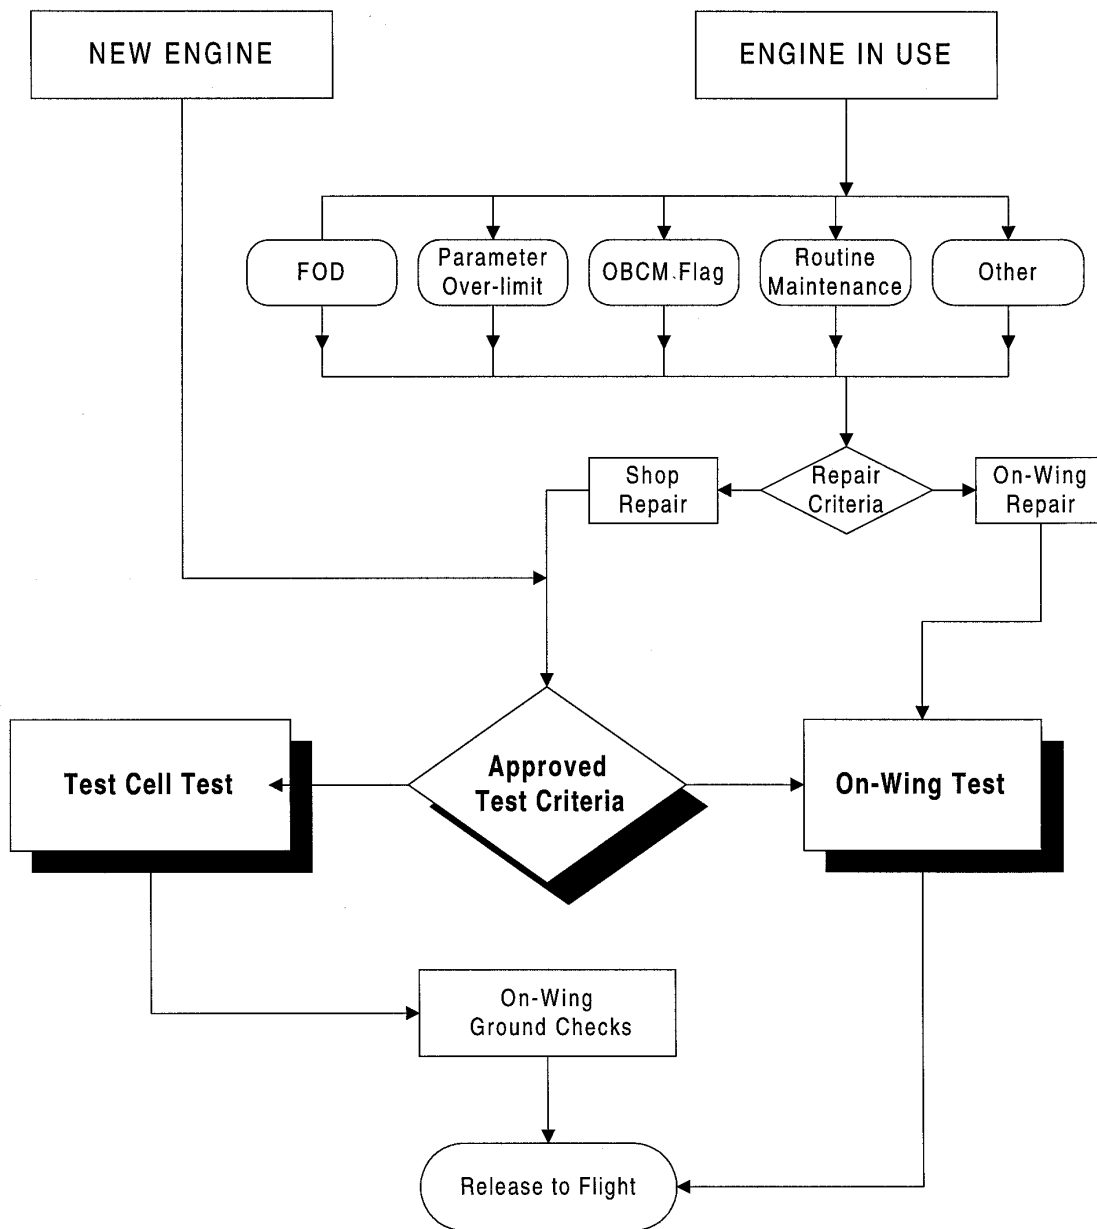 NEW ENGINE
ENGINE IN USE
FOD
Parameter
Over-limit
OBCM Flag
Routine
Maintenance
Other
Shop
Repair
Repair
Criteria
On-Wing
Repair
Test Cell Test
Approved
Test Criteria
On-Wing Test
On-Wing
Ground Checks
Release to Flight